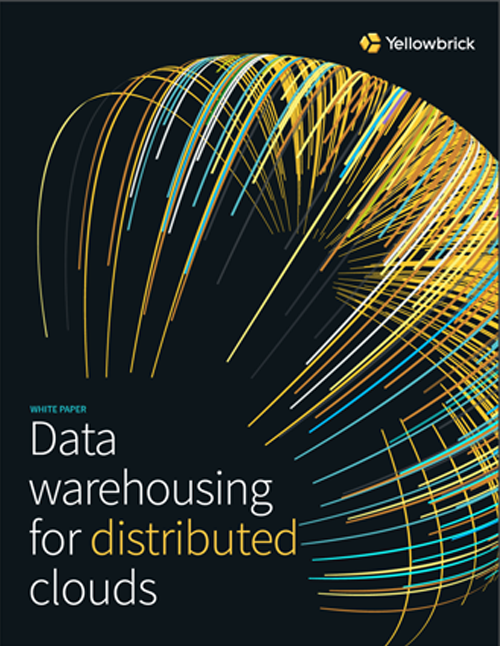 Yellowbrick
WHITE PAPER
Data
warehousing
for distributed
clouds